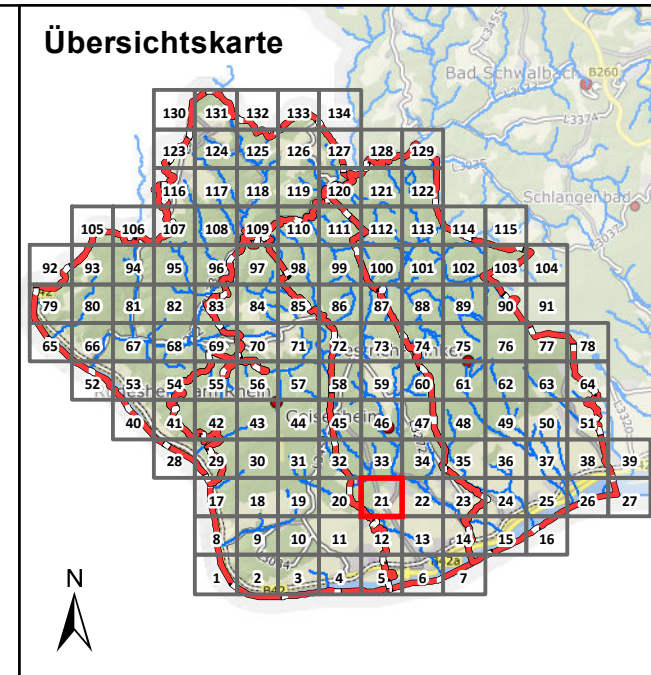 Übersichtskarte
Bad Schwalbach
B260
L3374
L3035
Schlangenbad
L3037
130 131 132 133 134
123 124 125 126 127 128 129
116 117 118 119 120 121 122
105 106 107 108 109 110 111 112 113 114 115
92 93 94 95 96 97 98 99 100 101 102 103 104
79 80 81 82 83 84 85 86 87 88 89 90 91
65 66 67 68 69 70 71 72 73 74 75 76 77 78
52 53 54 55 56 57 58 59 60 61 62 63 64
40 41 42 43 44 45 46 47 48 49 50 51
28 29 30 31 32 33 34 35 36 37 38 39
17 18 19 20 21 22 23 24 25 26 27
8 9 10 11 12 13 14 15 16
1 2 3 4 5 6 7
Geisenheim
L3320
L3034
B42
B42a
N